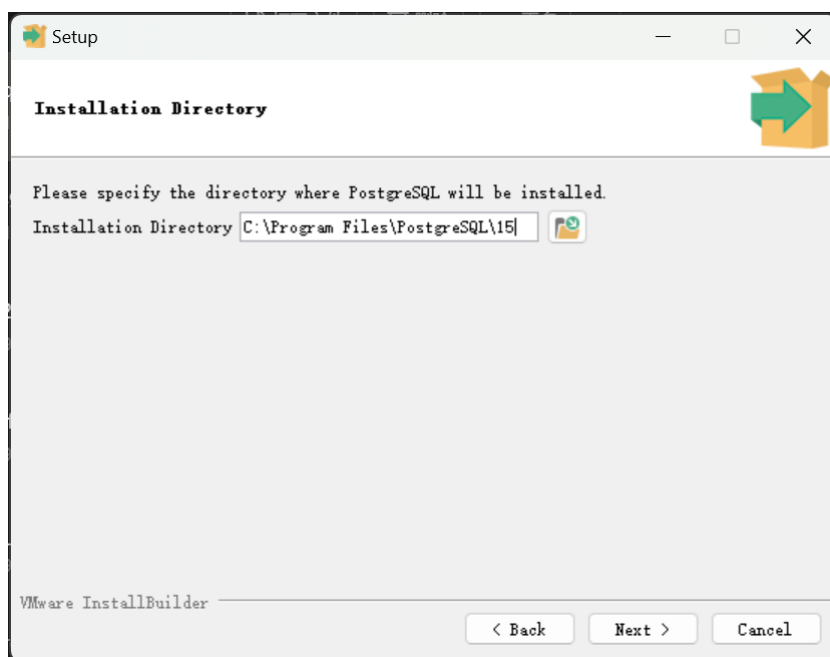 Setup
Installation Directory
Please specify the directory where PostgreSQL will be installed.
Installation Directory C:\Program Files\PostgreSQL\15
VMware InstallBuilder
< Back Next > Cancel